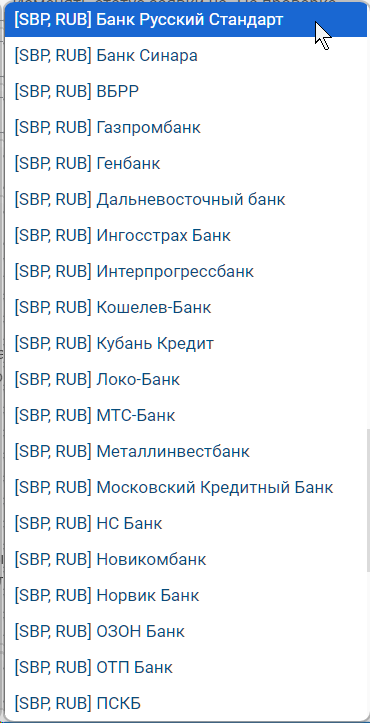 [SBP, RUB] Банк Русский Стандарт
[SBP, RUB] Банк Синара
[SBP, RUB] ВБРР
[SBP, RUB] Газпромбанк
[SBP, RUB] Генбанк
[SBP, RUB] Дальневосточный банк
[SBP, RUB] Ингосстрах Банк
[SBP, RUB] Интерпрогрессбанк
[SBP, RUB] Кошелев-Банк
[SBP, RUB] Кубань Кредит
[SBP, RUB] Локо-Банк
[SBP, RUB] МТС-Банк
[SBP, RUB] Металлинвестбанк
[SBP, RUB] Московский Кредитный Банк
[SBP, RUB] НС Банк
[SBP, RUB] Новикомбанк
[SBP, RUB] Норвик Банк
[SBP, RUB] ОЗОН Банк
[SBP, RUB] ОТП Банк
[SBP, RUB] ПСКБ